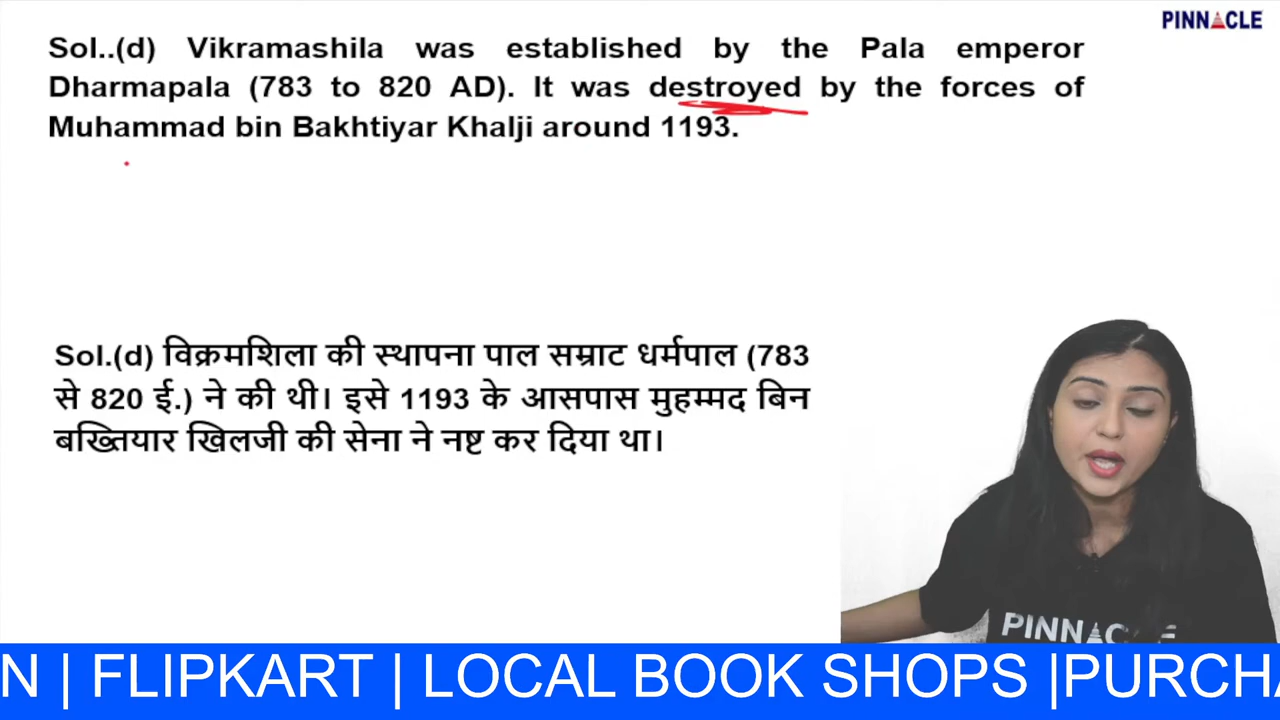 PINNACLE
Sol..(d) Vikramashila was established by the Pala emperor
Dharmapala (783 to 820 AD). It was destroyed by the forces of
Muhammad bin Bakhtiyar Khalji around 1193.
Sol.(d) विक्रमशिला की स्थापना पाल सम्राट धर्मपाल (783
से 820 ई.) ने की थी। इसे 1193 के आसपास मुहम्मद बिन
बख्तियार खिलजी की सेना ने नष्ट कर दिया था।
PINNACLE
N | FLIPKART | LOCAL BOOK SHOPS |PURCHA